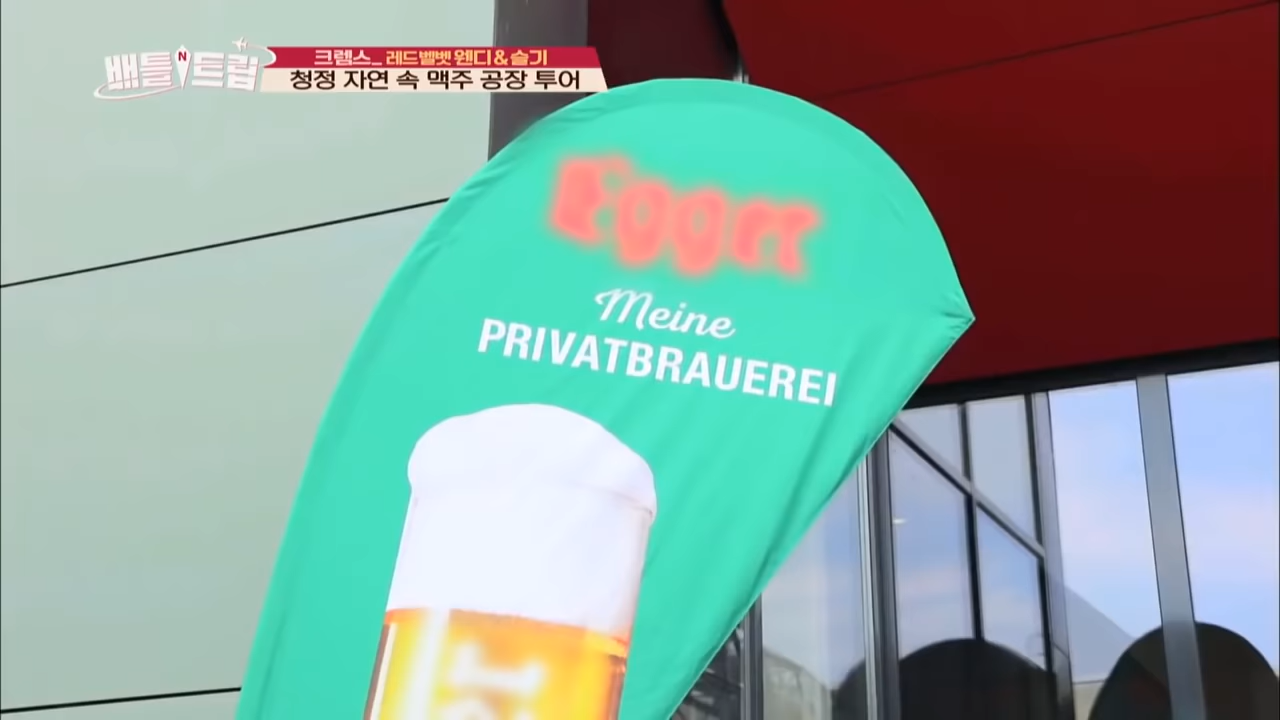 배틀 트립
크렘스_레드벨벳 웬디&슬기
청정 자연 속 맥주 공장 투어
Meine
PRIVATBRAUEREI